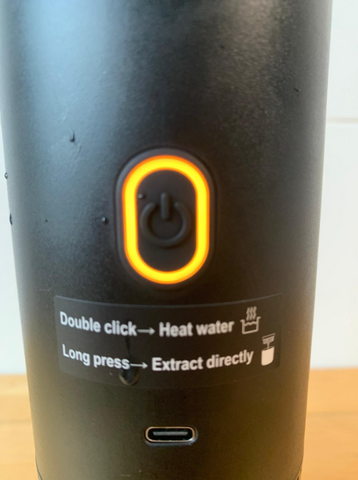 Double click→ Heat water
Long press→ Extract directly